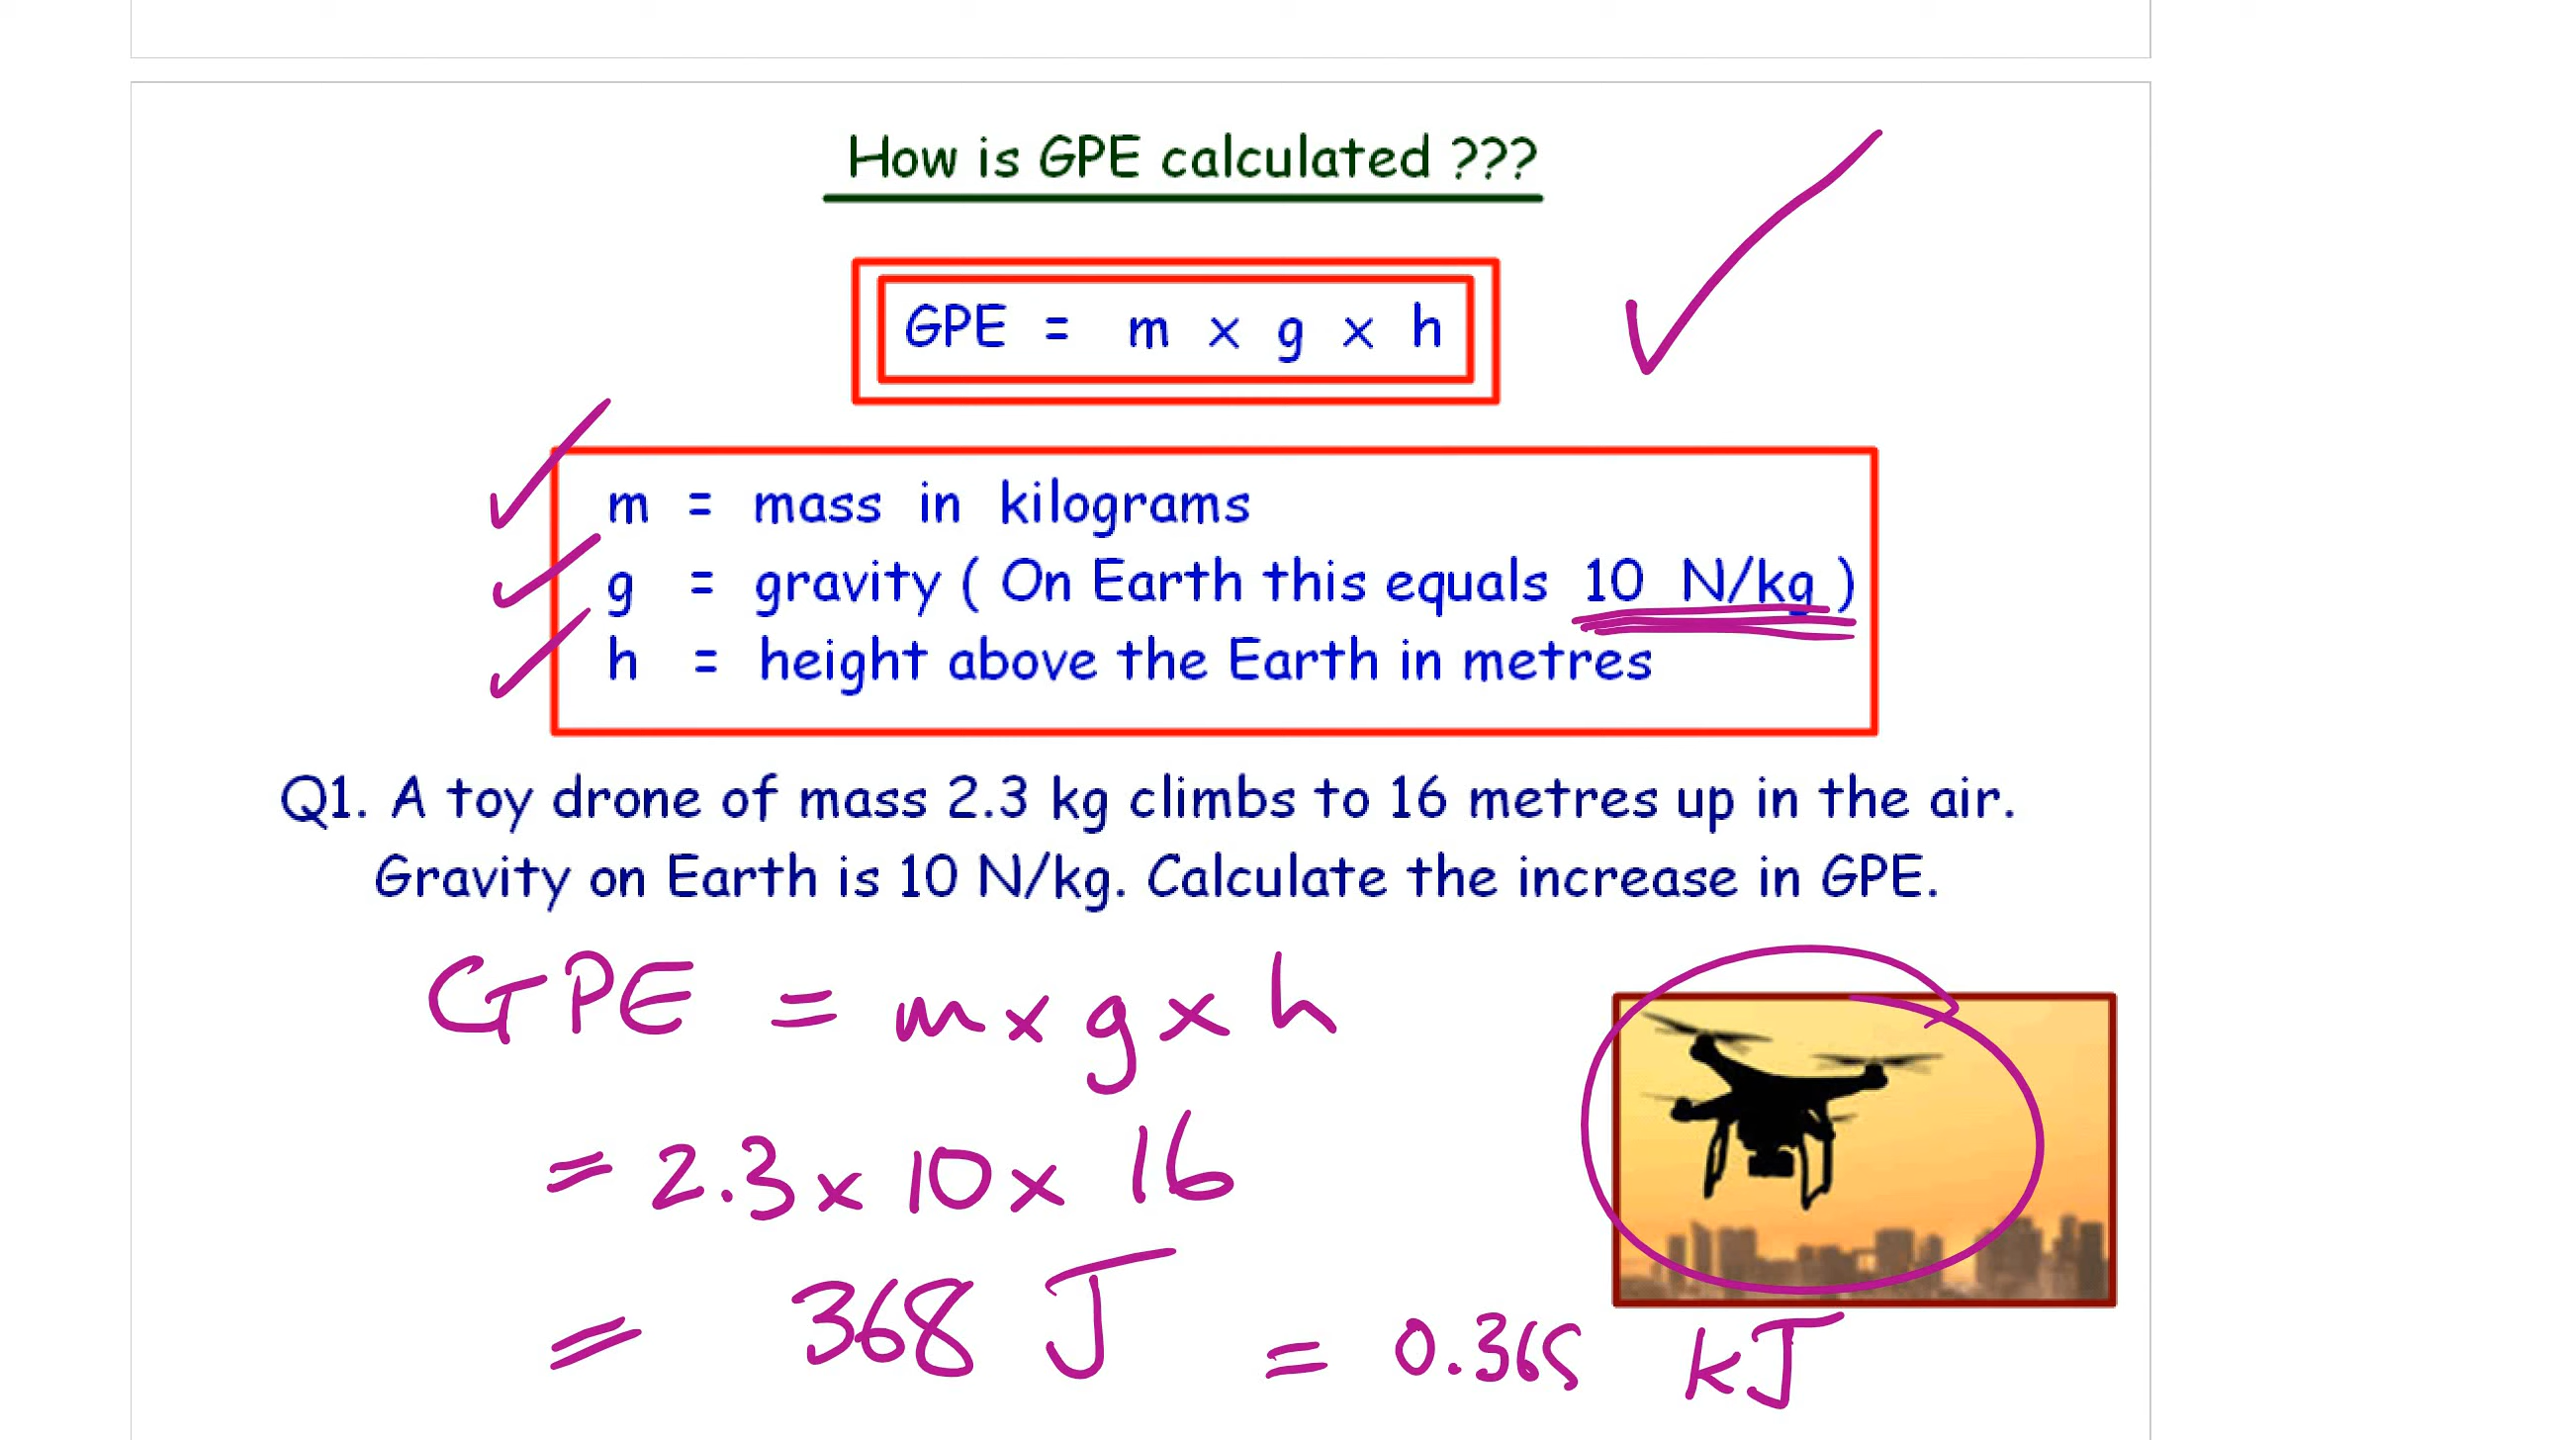 How is GPE calculated ???
GPE = m x g x h
m = mass in kilograms
g = gravity ( On Earth this equals 10 N/kg )
h = height above the Earth in metres
Q1. A toy drone of mass 2.3 kg climbs to 16 metres up in the air.
Gravity on Earth is 10 N/kg. Calculate the increase in GPE.
GPE = m x g x h
= 2.3 x 10 x 16
= 368 J = 0.365 kJ